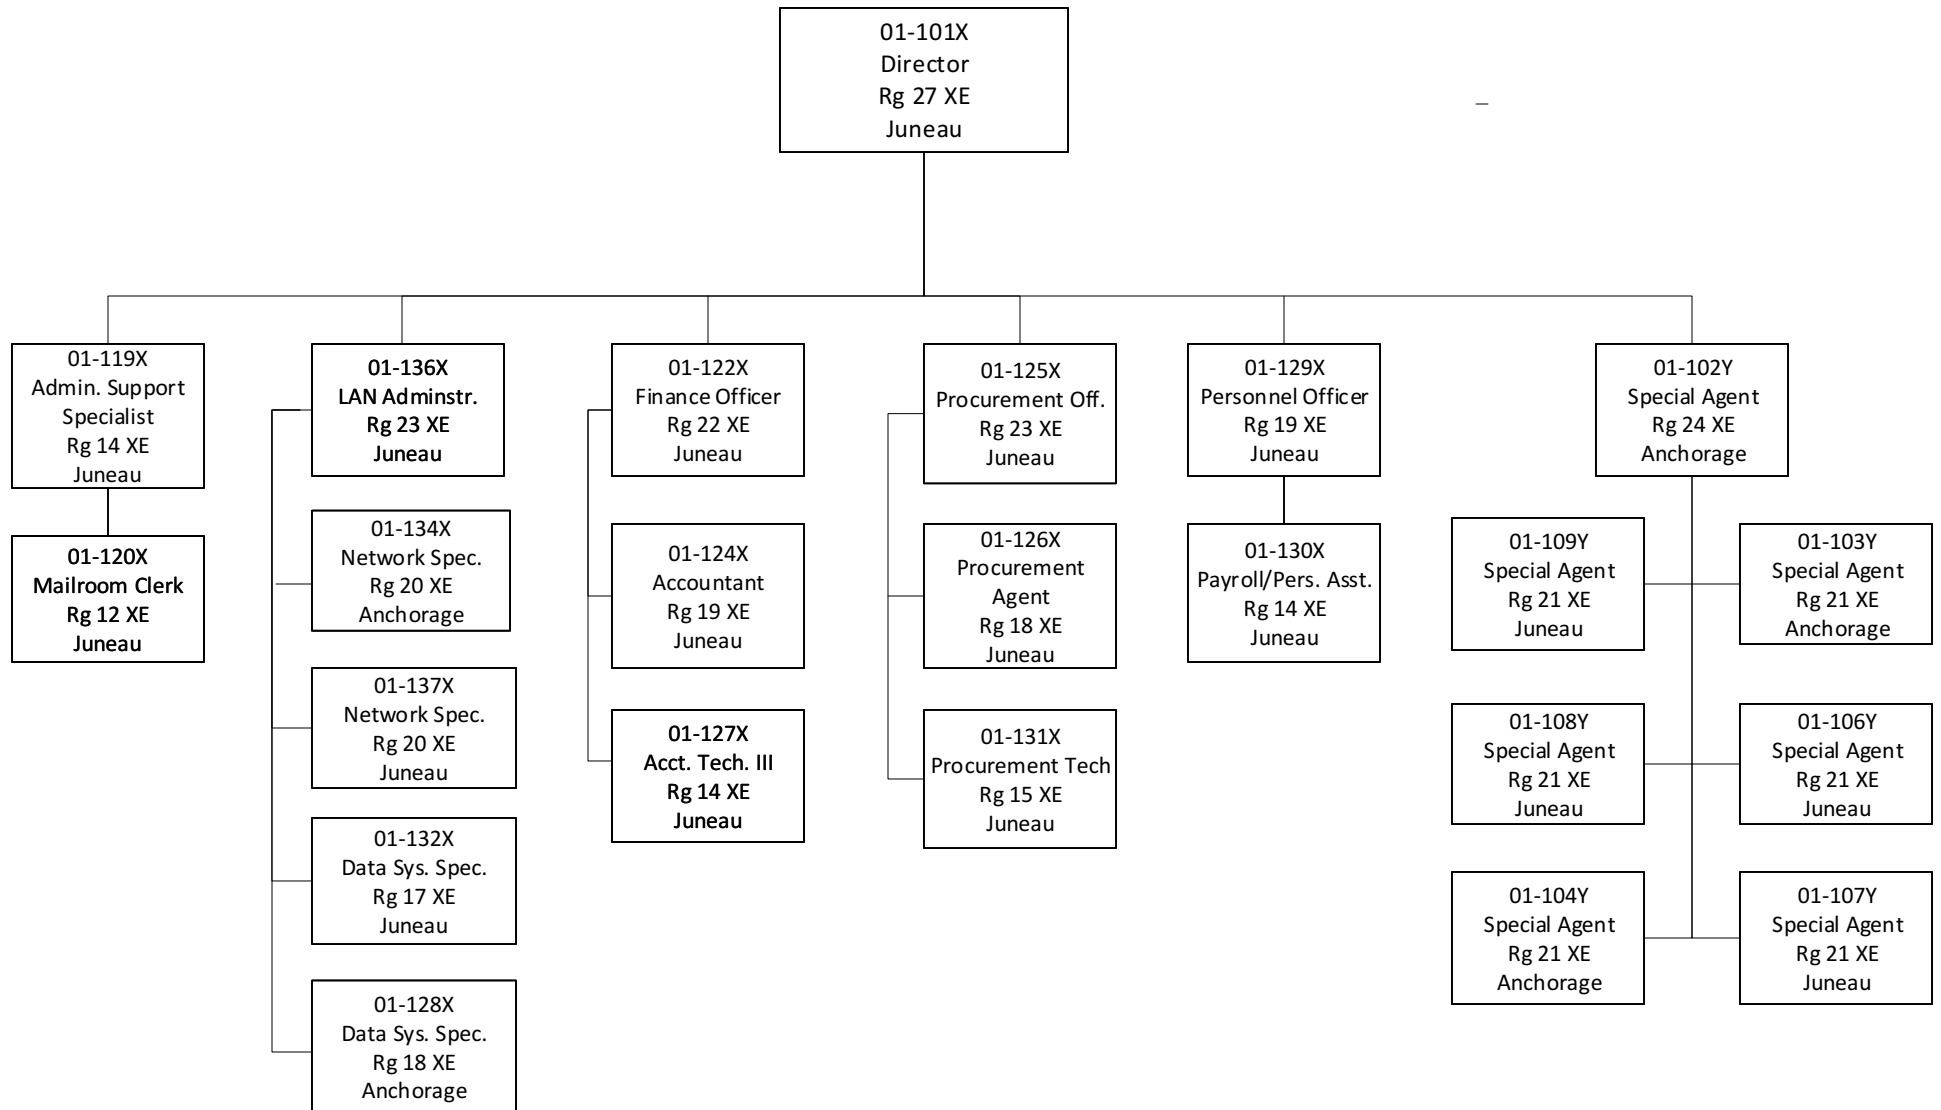 01-101X
Director
Rg 27 XE
Juneau
–
01-119X
Admin. Support
Specialist
Rg 14 XE
Juneau
01-120X
Mailroom Clerk
Rg 12 XE
Juneau
01-136X
LAN Adminstr.
Rg 23 XE
Juneau
01-134X
Network Spec.
Rg 20 XE
Anchorage
01-137X
Network Spec.
Rg 20 XE
Juneau
01-132X
Data Sys. Spec.
Rg 17 XE
Juneau
01-128X
Data Sys. Spec.
Rg 18 XE
Anchorage
01-122X
Finance Officer
Rg 22 XE
Juneau
01-124X
Accountant
Rg 19 XE
Juneau
01-127X
Acct. Tech. III
Rg 14 XE
Juneau
01-125X
Procurement Off.
Rg 23 XE
Juneau
01-126X
Procurement
Agent
Rg 18 XE
Juneau
01-131X
Procurement Tech
Rg 15 XE
Juneau
01-129X
Personnel Officer
Rg 19 XE
Juneau
01-130X
Payroll/Pers. Asst.
Rg 14 XE
Juneau
01-102Y
Special Agent
Rg 24 XE
Anchorage
01-109Y
Special Agent
Rg 21 XE
Juneau
01-103Y
Special Agent
Rg 21 XE
Anchorage
01-108Y
Special Agent
Rg 21 XE
Juneau
01-106Y
Special Agent
Rg 21 XE
Juneau
01-104Y
Special Agent
Rg 21 XE
Anchorage
01-107Y
Special Agent
Rg 21 XE
Juneau